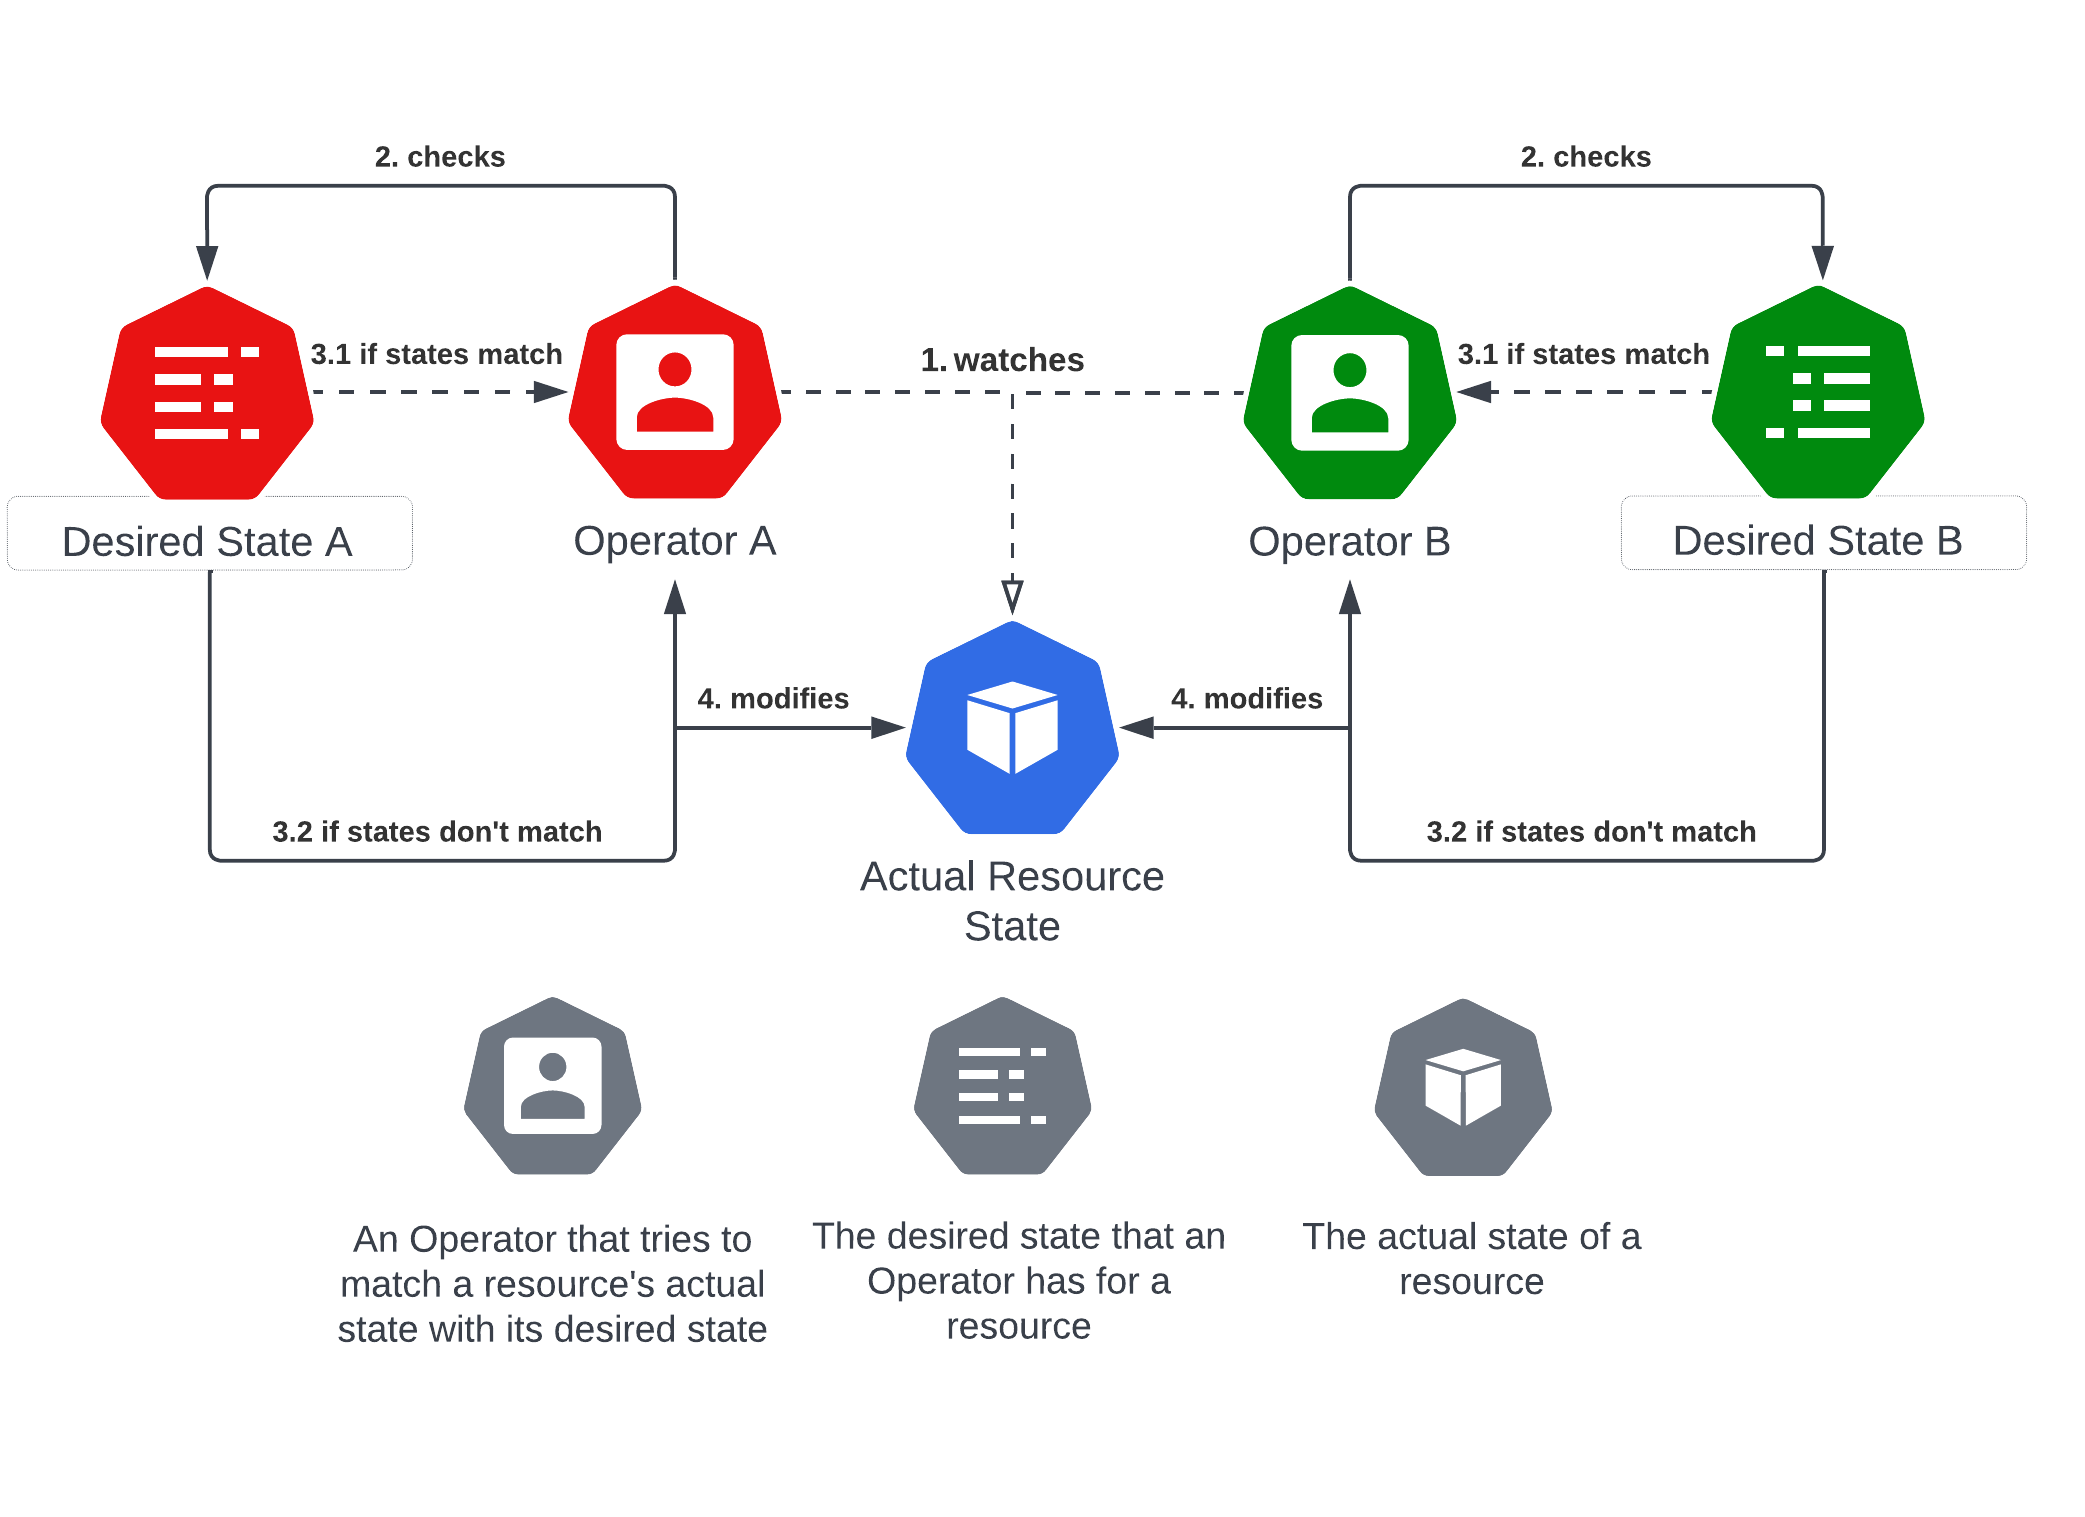 2. checks
2. checks
3.1 if states match
1. watches
3.1 if states match
Desired State A
Operator A
Operator B
Desired State B
4. modifies
4. modifies
3.2 if states don't match
3.2 if states don't match
Actual Resource
State
An Operator that tries to
match a resource's actual
state with its desired state
The desired state that an
Operator has for a
resource
The actual state of a
resource